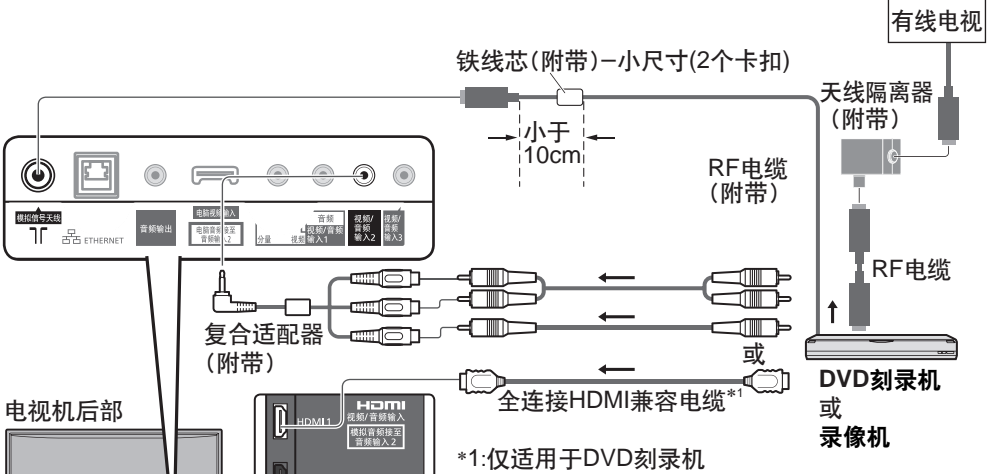 有线电视
铁线芯（附带）–小尺寸(2个卡扣)
天线隔离器
（附带）
小于
10cm
RF电缆
（附带）
模拟信号天线
ETHERNET
音频输出
电脑视频输入
电脑音频接至
音频输入2
分量
视频
音频
视频/音频
输入1
视频/
音频
输入2
视频/
音频
输入3
RF电缆
复合适配器
（附带）
或
DVD刻录机
或
录像机
全连接HDMI兼容电缆*1
电视机后部
HDMI
HDMI 1
视频/音频输入
模拟音频接至
音频输入2
*1:仅适用于DVD刻录机